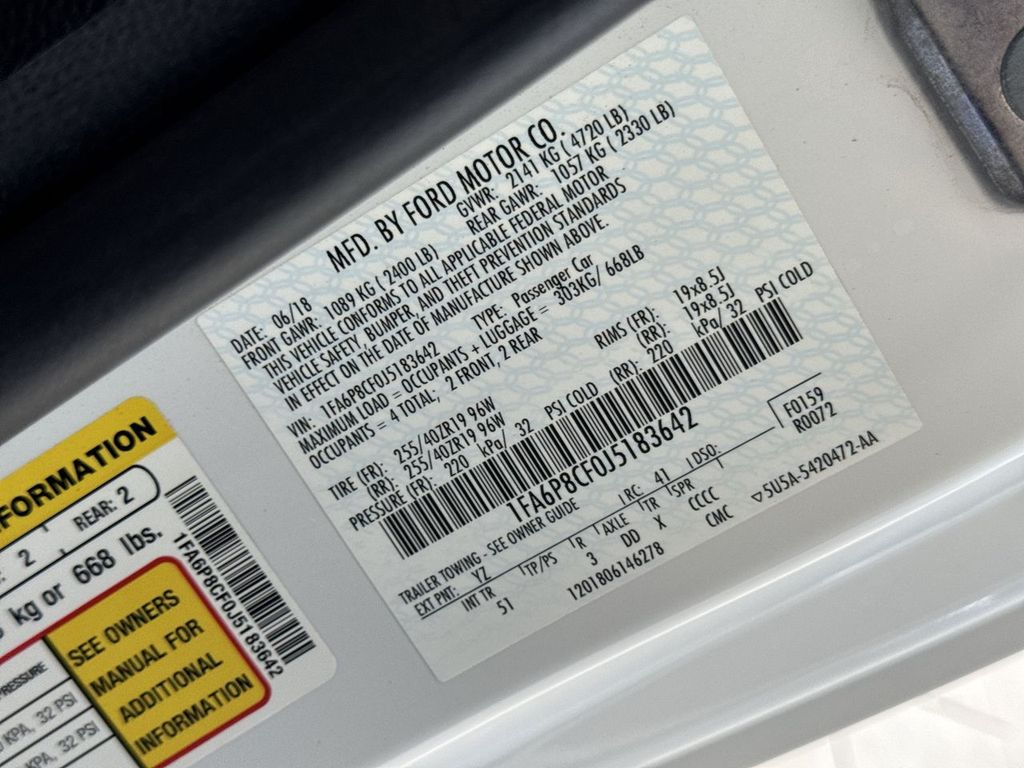 MFD. BY FORD MOTOR CO.
DATE: 06/18 GVWR: 2141 KG ( 4720 LB)
FRONT GAWR: 1089 KG ( 2400 LB) REAR GAWR: 1057 KG ( 2330 LB)
THIS VEHICLE CONFORMS TO ALL APPLICABLE FEDERAL MOTOR
VEHICLE SAFETY, BUMPER, AND THEFT PREVENTION STANDARDS
IN EFFECT ON THE DATE OF MANUFACTURE SHOWN ABOVE.
VIN: 1FA6P8CF0J5183642 TYPE: Passenger Car
MAXIMUM LOAD = OCCUPANTS + LUGGAGE = 303KG/ 668LB
OCCUPANTS = 4 TOTAL, 2 FRONT, 2 REAR
TIRE (FR): 255/40ZR19 96W RIMS (FR): 19x8.5J
(RR): 255/40ZR19 96W (RR): 19x8.5J
PRESSURE (FR): 220 kPa/ 32 PSI COLD (RR): 220 kPa/ 32 PSI COLD
1FA6P8CF0J5183642
TRAILER TOWING - SEE OWNER GUIDE
F0159
EXT PNT: YZ RC: 41 DSO: R0072
INT TR TP/PS R AXLE TR SPR
51 3 DD X CCCC
1201806146278 CMC ▽5U5A-5420472-AA
FORMATION
2 REAR: 2
kg or 668 lbs.
1FA6P8CF0J5183642
PRESSURE
KPA, 32 PSI
KPA, 32 PSI
SEE OWNERS
MANUAL FOR
ADDITIONAL
INFORMATION